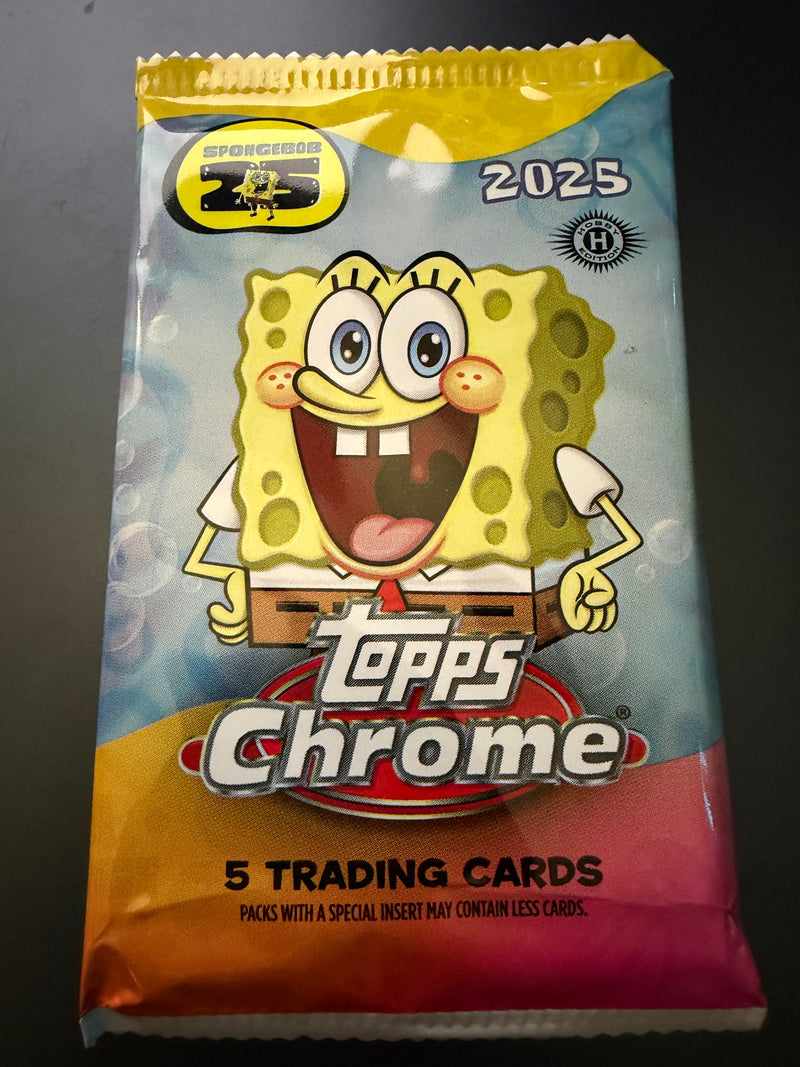 SPONGEBOB
25
2025
HOBBY
H
EDITION
topps
Chrome®
5 TRADING CARDS
PACKS WITH A SPECIAL INSERT MAY CONTAIN LESS CARDS.